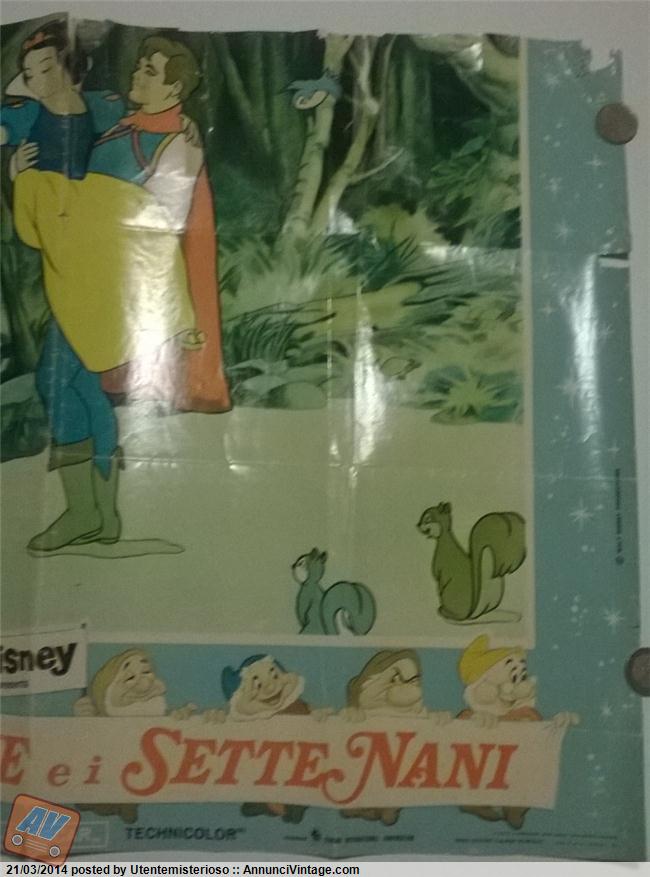 isney
E e i SETTE NANI
TECHNICOLOR
AV
21/03/2014 posted by Utentemisterioso :: AnnunciVintage.com